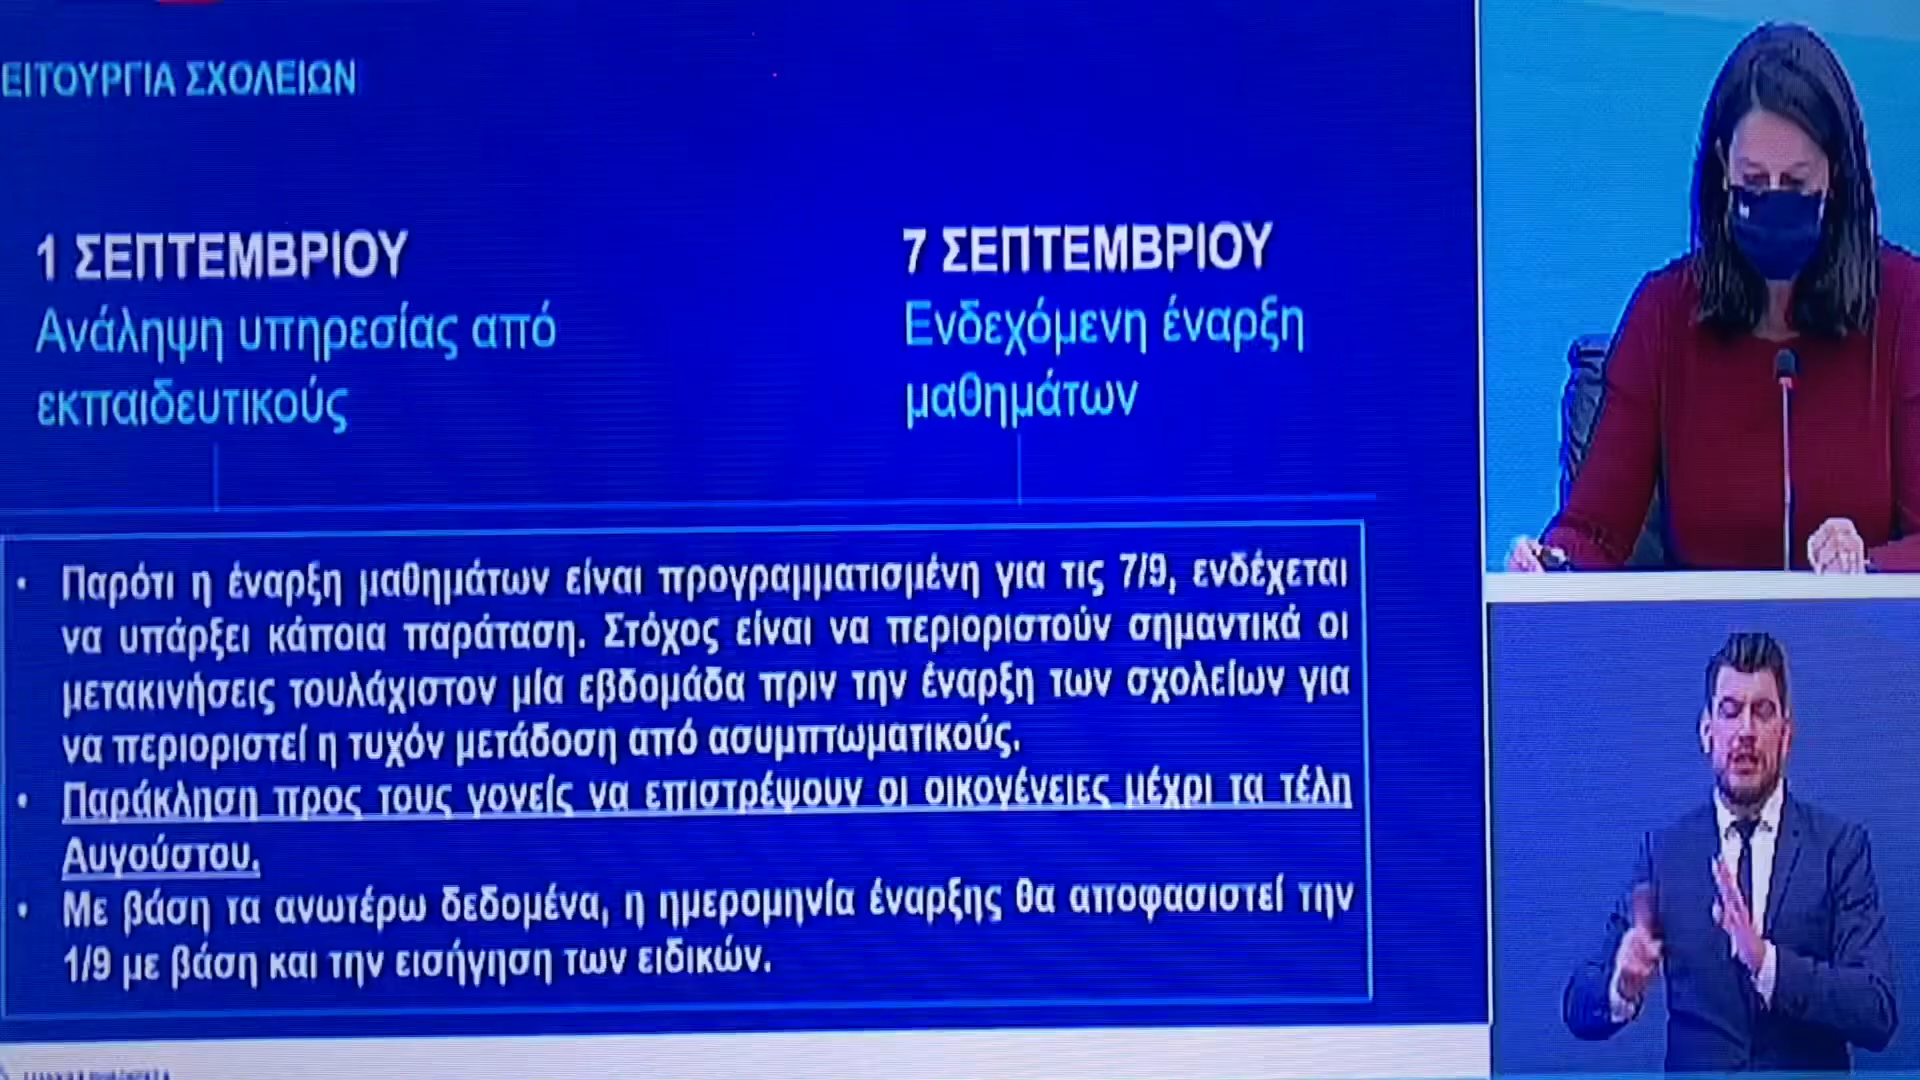 ΕΙΤΟΥΡΓΙΑ ΣΧΟΛΕΙΩΝ
1 ΣΕΠΤΕΜΒΡΙΟΥ
Ανάληψη υπηρεσίας από
εκπαιδευτικούς
7 ΣΕΠΤΕΜΒΡΙΟΥ
Ενδεχόμενη έναρξη
μαθημάτων
• Παρότι η έναρξη μαθημάτων είναι προγραμματισμένη για τις 7/9, ενδέχεται
να υπάρξει κάποια παράταση. Στόχος είναι να περιοριστούν σημαντικά οι
μετακινήσεις τουλάχιστον μία εβδομάδα πριν την έναρξη των σχολείων για
να περιοριστεί η τυχόν μετάδοση από ασυμπτωματικούς.
• Παράκληση προς τους γονείς να επιστρέψουν οι οικογένειες μέχρι τα τέλη
Αυγούστου.
• Με βάση τα ανωτέρω δεδομένα, η ημερομηνία έναρξης θα αποφασιστεί την
1/9 με βάση και την εισήγηση των ειδικών.